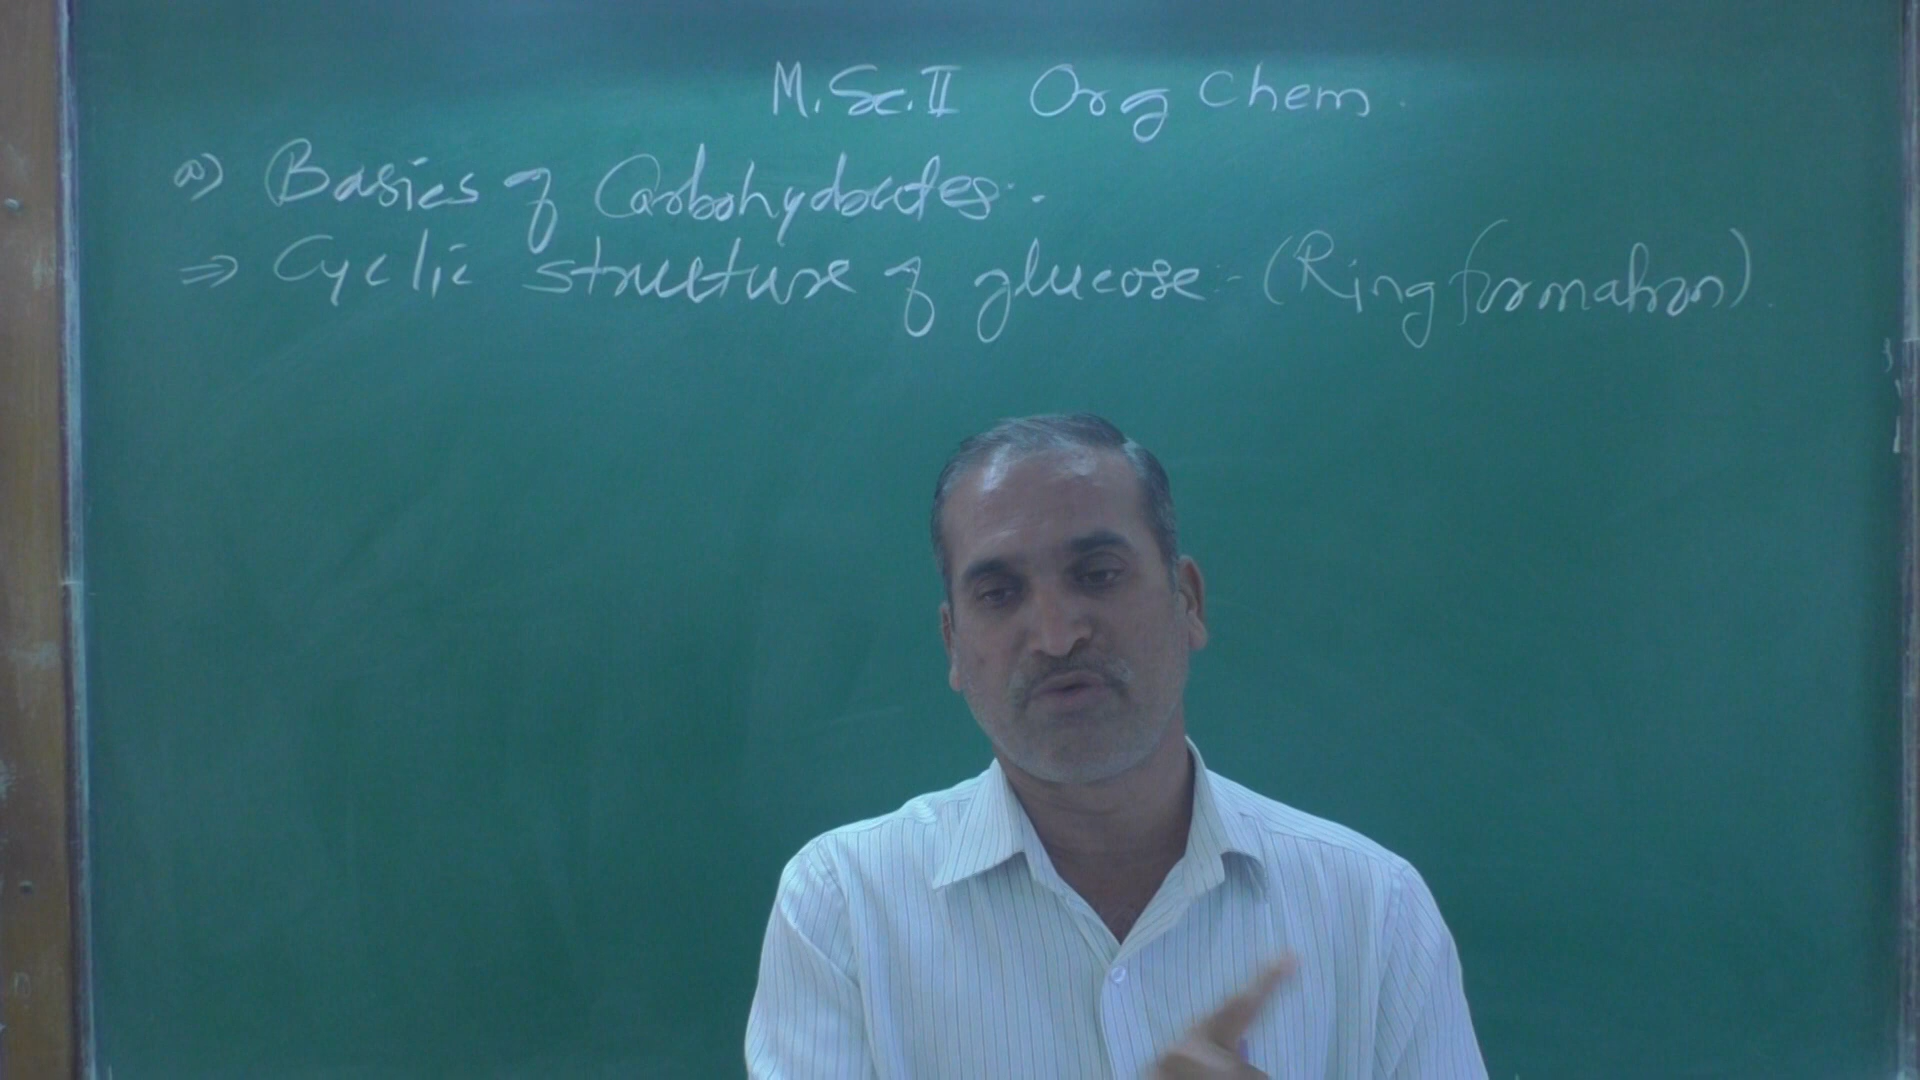 M.Sc.II Org Chem.
a) Basics of Carbohydrates:-
⇒ Cyclic structure of glucose:- (Ring formation).